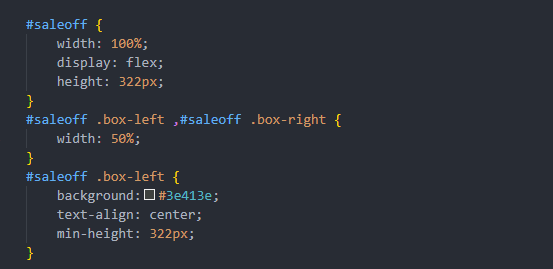 #saleoff {
    width: 100%;
    display: flex;
    height: 322px;
}
#saleoff .box-left ,#saleoff .box-right {
    width: 50%;
}
#saleoff .box-left {
    background: #3e413e;
    text-align: center;
    min-height: 322px;
}